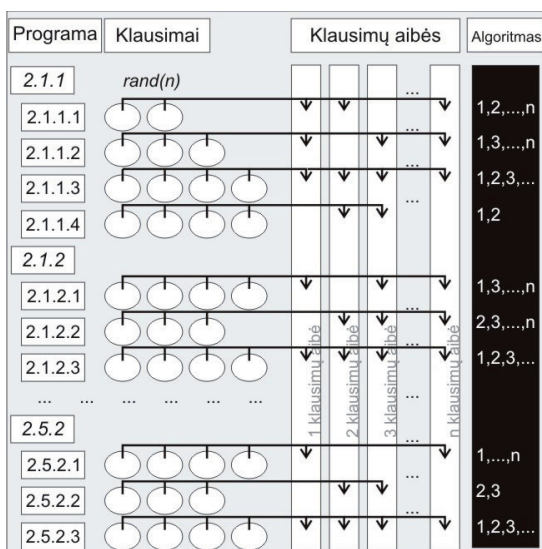 Programa Klausimai Klausimų aibės Algoritmas
2.1.1 rand(n) ...
2.1.1.1 ... 1,2,...,n
2.1.1.2 ... 1,3,...,n
2.1.1.3 ... 1,2,3,...
2.1.1.4 1,2
2.1.2
2.1.2.1 ... 1,3,...,n
2.1.2.2 ... 2,3,...,n
2.1.2.3 ... 1,2,3,...
... ... ... ... ... ...
1 klausimų aibė
2 klausimų aibė
3 klausimų aibė
n klausimų aibė
2.5.2 ...
2.5.2.1 ... 1,...,n
2.5.2.2 ... 2,3
2.5.2.3 1,2,3,...